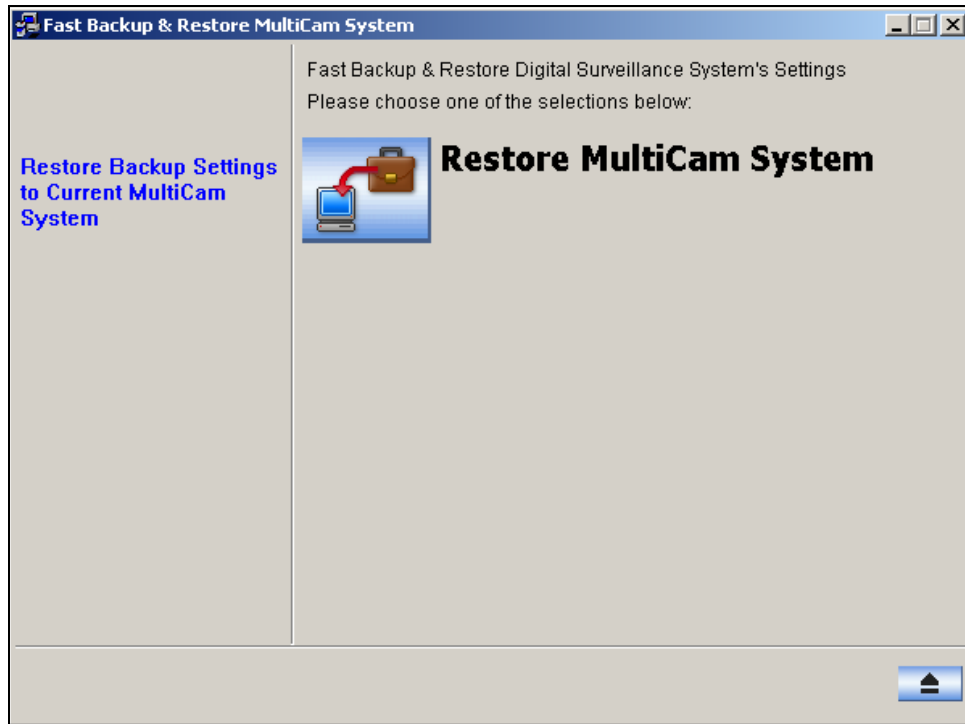 Fast Backup & Restore MultiCam System
Fast Backup & Restore Digital Surveillance System's Settings
Please choose one of the selections below:
Restore Backup Settings
to Current MultiCam
System
Restore MultiCam System